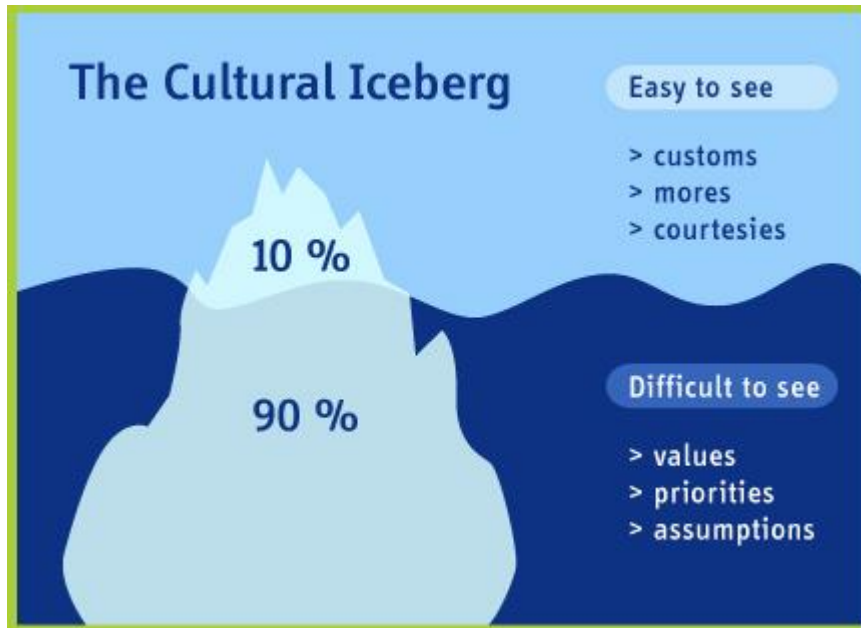 The Cultural Iceberg
Easy to see
> customs
> mores
> courtesies
10 %
Difficult to see
90 %
> values
> priorities
> assumptions